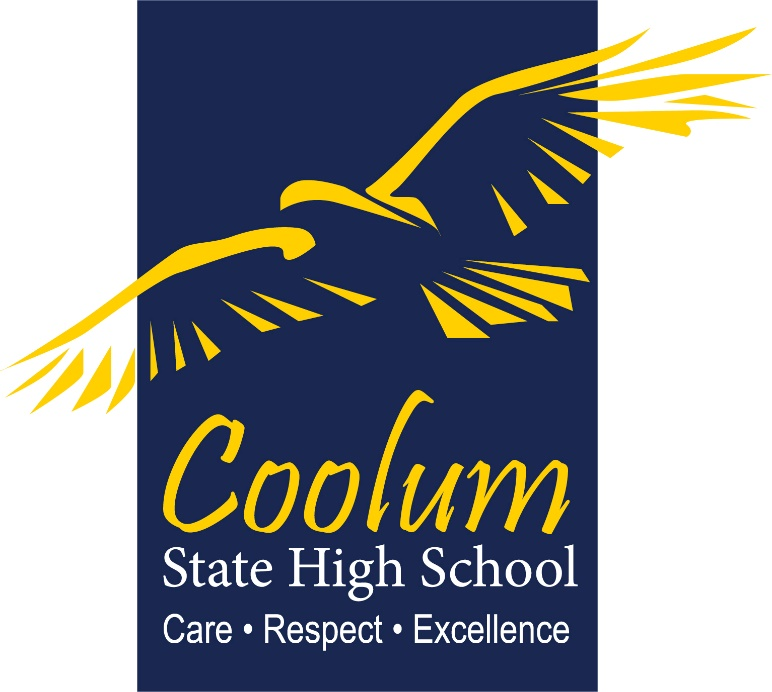 Coolum
State High School
Care • Respect • Excellence